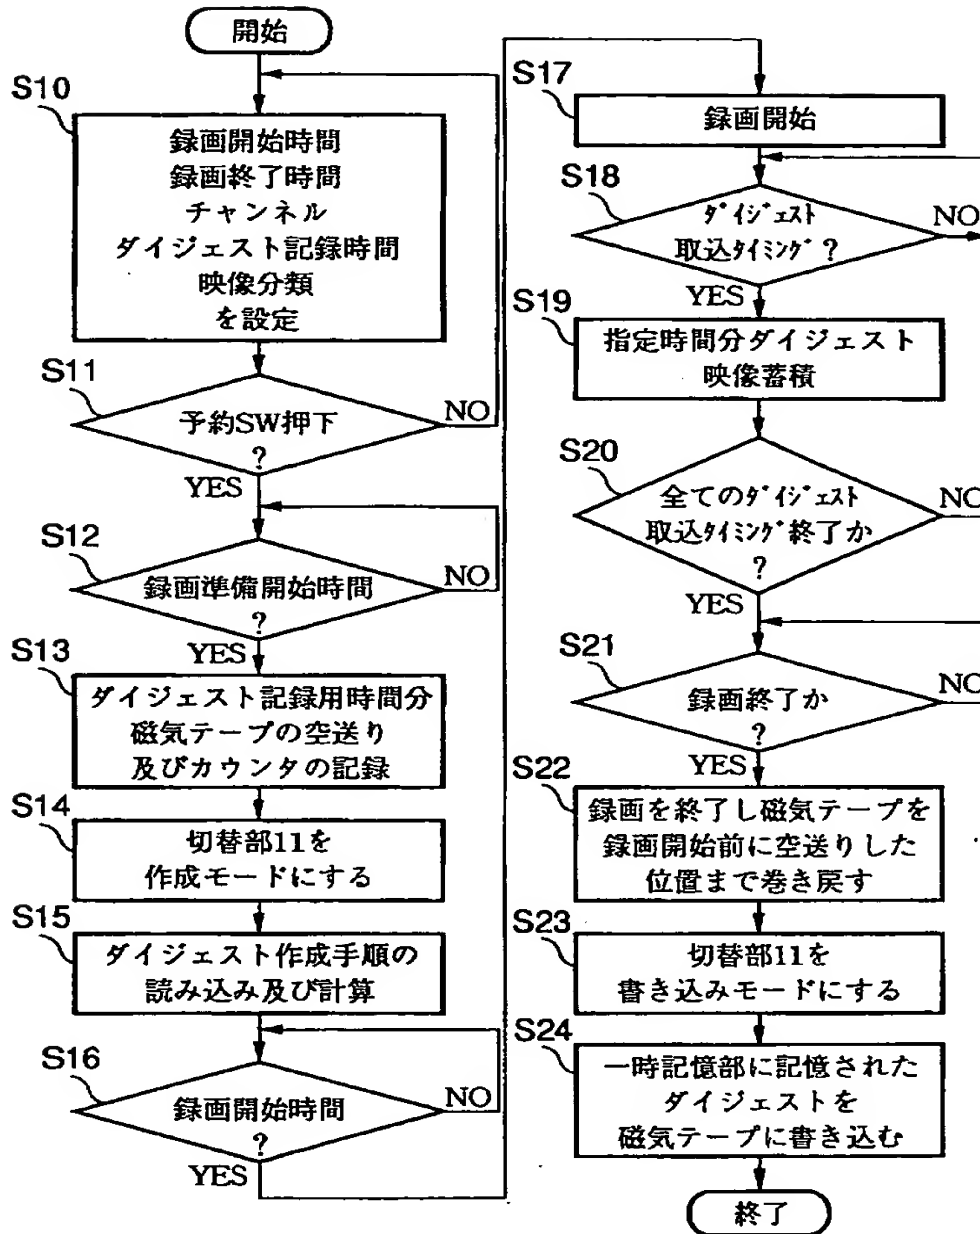 開始
S10
録画開始時間
録画終了時間
チャンネル
ダイジェスト記録時間
映像分類
を設定
S11
予約SW押下
?
NO
YES
S12
録画準備開始時間
?
NO
YES
S13
ダイジェスト記録用時間分
磁気テープの空送り
及びカウンタの記録
S14
切替部11を
作成モードにする
S15
ダイジェスト作成手順の
読み込み及び計算
S16
録画開始時間
?
NO
YES
S17
録画開始
S18
ダイジェスト
取込タイミング?
NO
YES
S19
指定時間分ダイジェスト
映像蓄積
S20
全てのダイジェスト
取込タイミング終了か
?
NO
YES
S21
録画終了か
?
NO
YES
S22
録画を終了し磁気テープを
録画開始前に空送りした
位置まで巻き戻す
S23
切替部11を
書き込みモードにする
S24
一時記憶部に記憶された
ダイジェストを
磁気テープに書き込む
終了